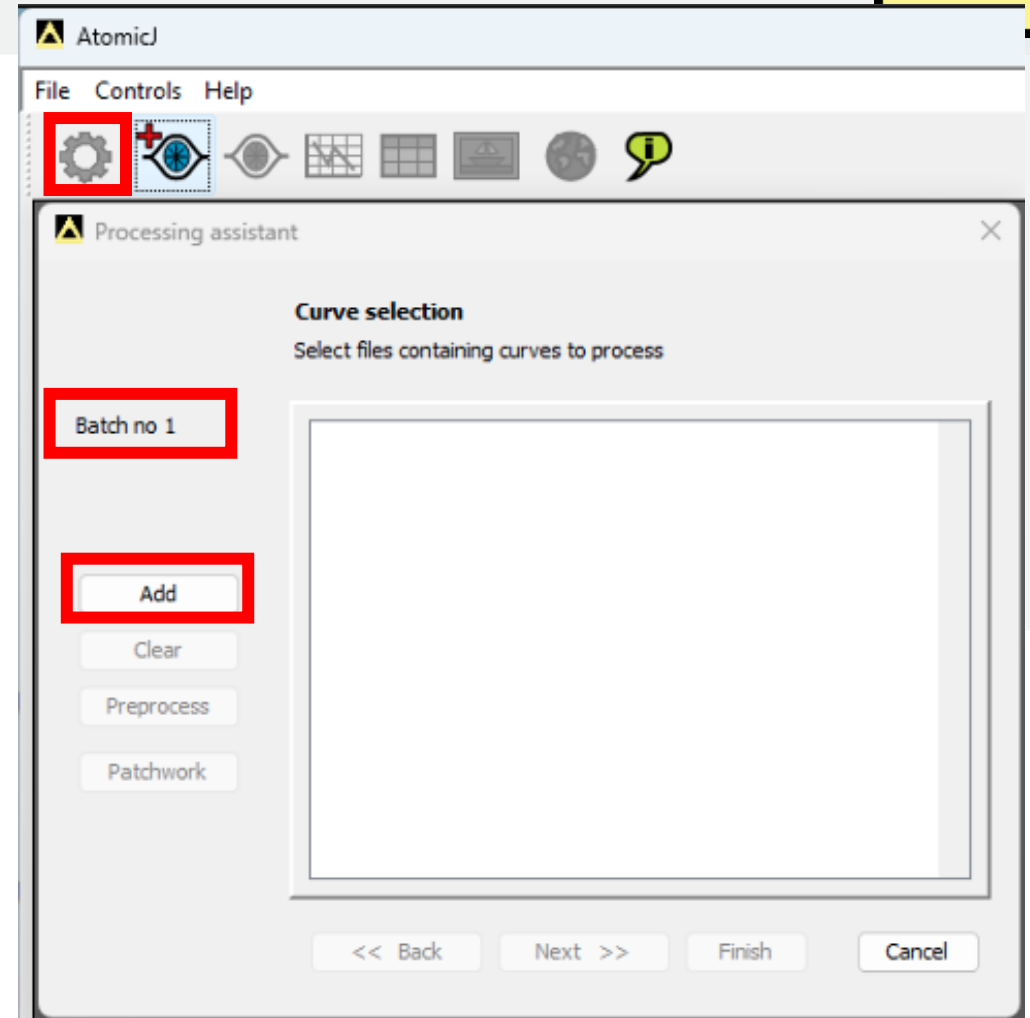 AtomicJ
File Controls Help
Processing assistant
Curve selection
Select files containing curves to process
Batch no 1
Add
Clear
Preprocess
Patchwork
<< Back Next >> Finish Cancel